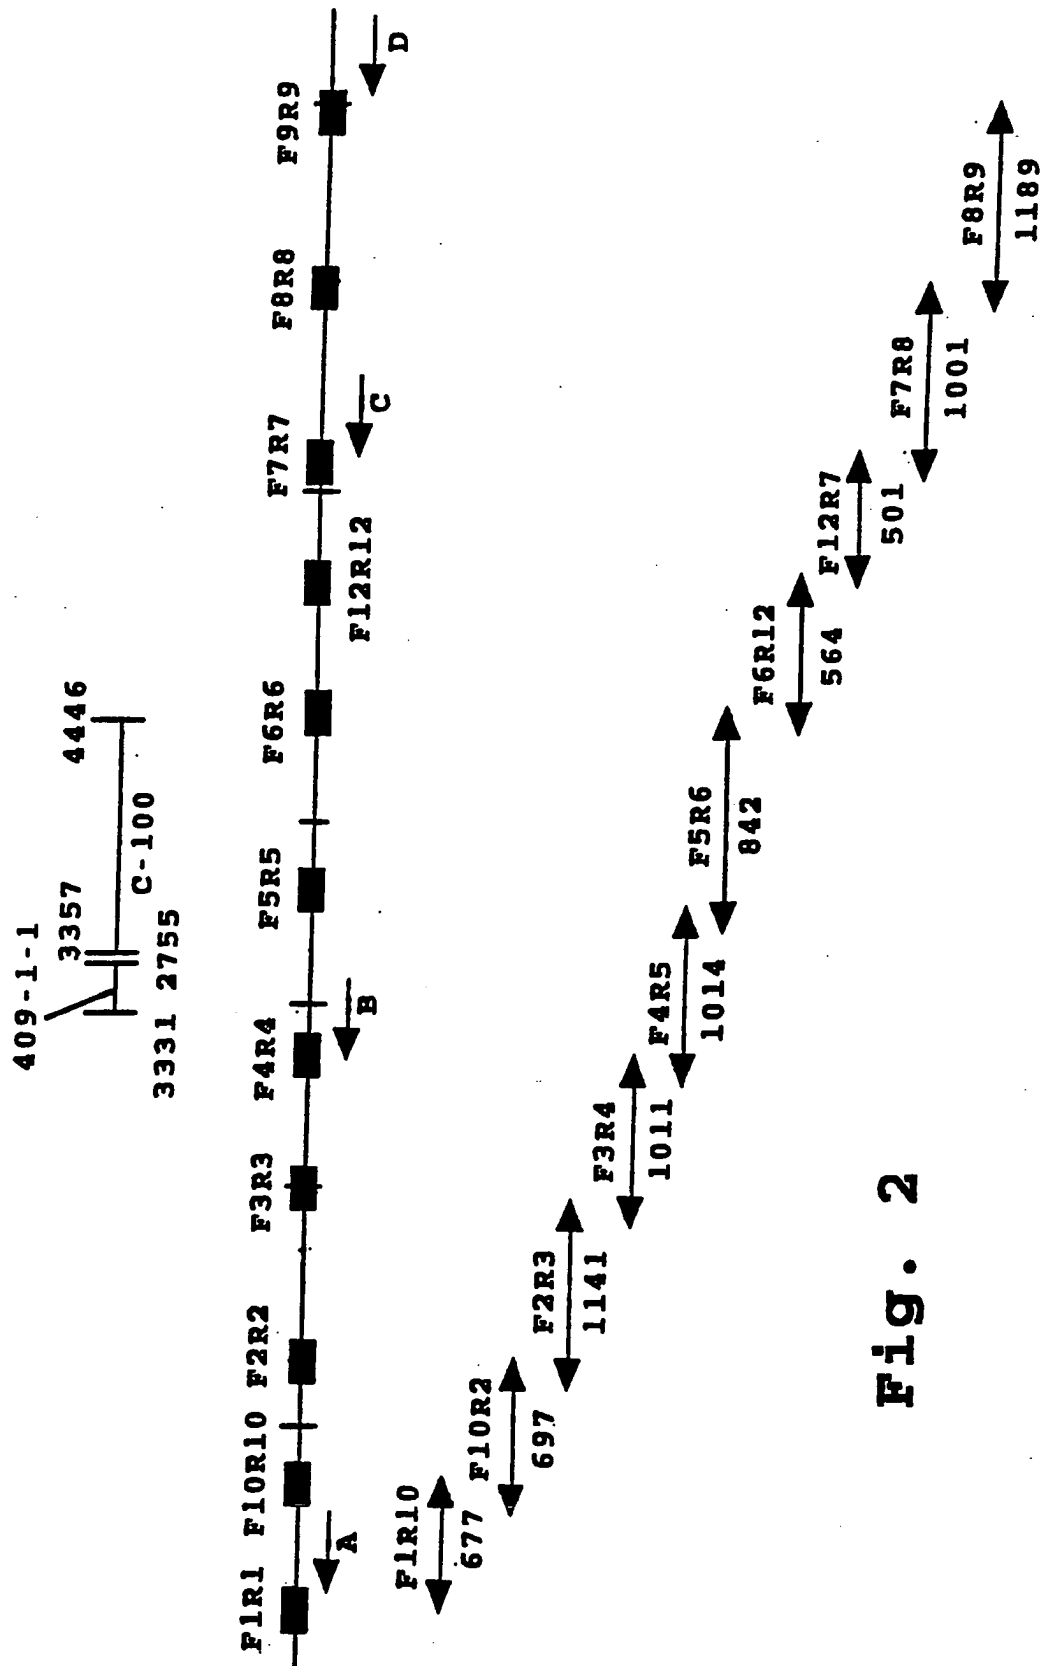 409-1-1
3357
4446
C-100
3331 2755
F1R1 F10R10 F2R2 F3R3 F4R4 F5R5 F6R6 F7R7 F8R8 F9R9
F12R12
A B C D
F1R10
677
F10R2
697
F2R3
1141
F3R4
1011
F4R5
1014
F5R6
842
F6R12
564
F12R7
501
F7R8
1001
F8R9
1189
Fig. 2